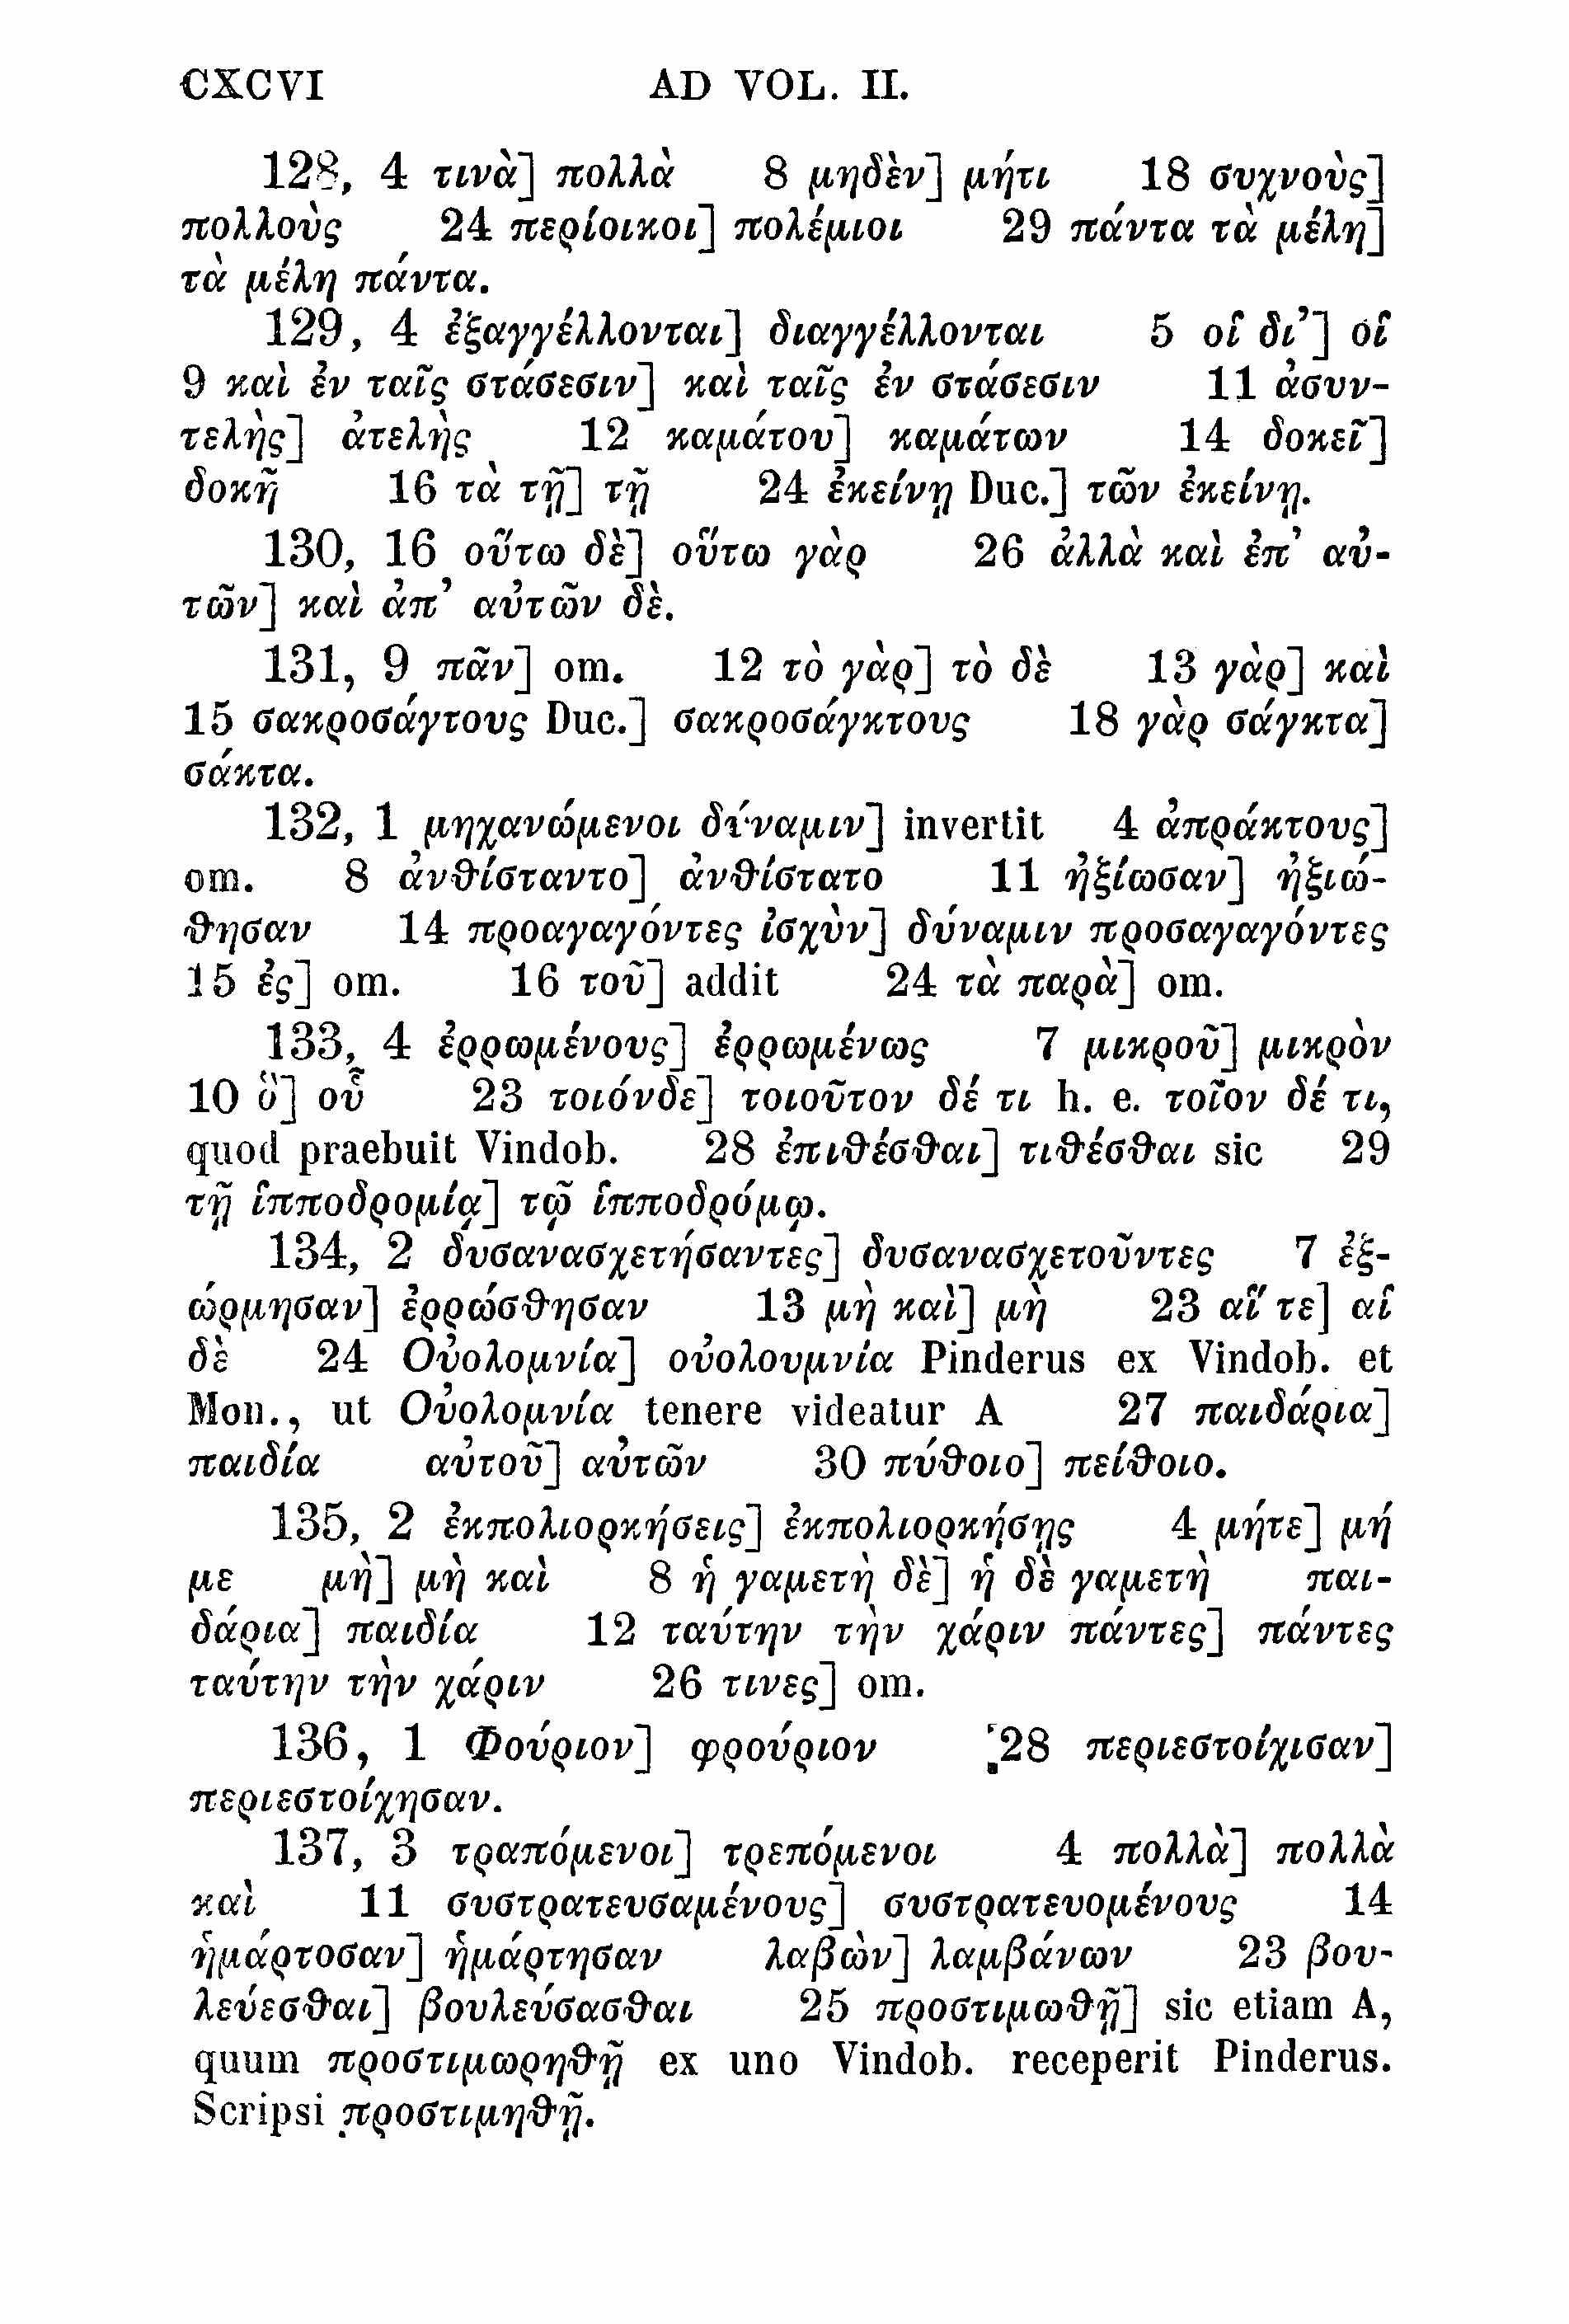 CXCVI AD VOL. II.
128, 4 τινὰ] πολλὰ 8 μηδὲν] μήτι 18 συχνοὺς]
πολλοὺς 24 περίοικοι] πολέμιοι 29 πάντα τὰ μέλη]
τὰ μέλη πάντα.
129, 4 ἐξαγγέλλονται] διαγγέλλονται 5 οἳ δι’] οἳ
9 καὶ ἐν ταῖς στάσεσιν] καὶ ταῖς ἐν στάσεσιν 11 ἀσυν-
τελὴς] ἀτελὴς 12 καμάτου] καμάτων 14 δοκεῖ]
δοκῆ 16 τὰ τῇ] τῇ 24 ἐκείνῃ Duc.] τῶν ἐκείνῃ.
130, 16 οὕτω δὲ] οὕτω γὰρ 26 ἀλλὰ καὶ ἐπ’ αὐ-
τῶν] καὶ ἀπ’ αὐτῶν δὲ.
131, 9 πᾶν] om. 12 τὸ γὰρ] τὸ δὲ 13 γὰρ] καὶ
15 σακροσάγτους Duc.] σακροσάγκτους 18 γὰρ σάγκτα]
σάκτα.
132, 1 μηχανώμενοι δύναμιν] invertit 4 ἀπράκτους]
om. 8 ἀνθίσταντο] ἀνθίστατο 11 ἠξίωσαν] ἠξιώ-
θησαν 14 προαγαγόντες ἰσχὺν] δύναμιν προσαγαγόντες
15 ἐς] om. 16 τοῦ] addit 24 τὰ παρὰ] om.
133, 4 ἐρρωμένους] ἐρρωμένως 7 μικροῦ] μικρὸν
10 ὃ] οὗ 23 τοιόνδε] τοιοῦτον δέ τι h. e. τοῖον δέ τι,
quod praebuit Vindob. 28 ἐπιθέσθαι] τιθέσθαι sic 29
τῇ ἱπποδρομίᾳ] τῷ ἱπποδρόμῳ.
134, 2 δυσανασχετήσαντες] δυσανασχετοῦντες 7 ἐξ-
ώρμησαν] ἐρρώσθησαν 13 μὴ καὶ] μὴ 23 αἵ τε] αἳ
δὲ 24 Οὐολομνία] οὐολουμνία Pinderus ex Vindob. et
Mon., ut Οὐολομνία tenere videatur A 27 παιδάρια]
παιδία αὐτοῦ] αὐτῶν 30 πύθοιο] πείθοιο.
135, 2 ἐκπολιορκήσεις] ἐκπολιορκήσῃς 4 μήτε] μή
με μὴ] μὴ καὶ 8 ἡ γαμετὴ δὲ] ἡ δὲ γαμετὴ παι-
δάρια] παιδία 12 ταύτην τὴν χάριν πάντες] πάντες
ταύτην τὴν χάριν 26 τινες] om.
136, 1 Φούριον] φρούριον 28 περιεστοίχισαν]
περιεστοίχησαν.
137, 3 τραπόμενοι] τρεπόμενοι 4 πολλὰ] πολλὰ
καὶ 11 συστρατευσαμένους] συστρατευομένους 14
ἡμάρτοσαν] ἡμάρτησαν λαβὼν] λαμβάνων 23 βου-
λεύεσθαι] βουλεύσασθαι 25 προστιμωθῇ] sic etiam A,
quum προστιμωρηθῇ ex uno Vindob. receperit Pinderus.
Scripsi προστιμηθῇ.